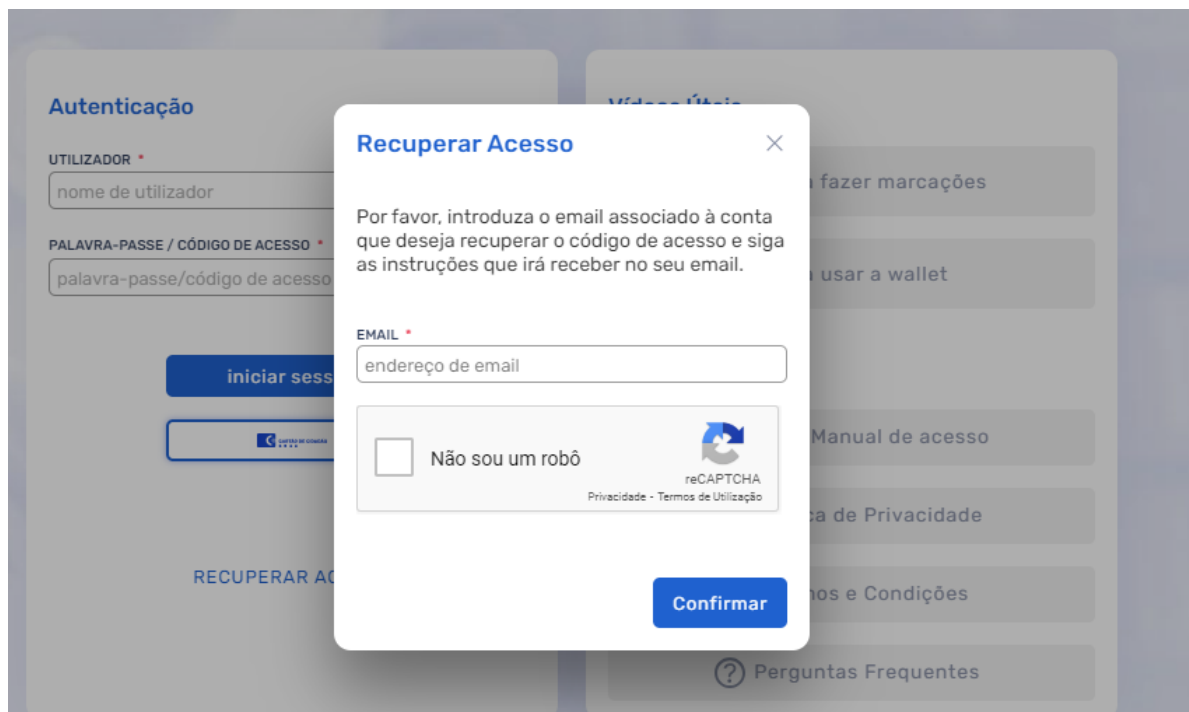 Autenticação
UTILIZADOR *
nome de utilizador
PALAVRA-PASSE / CÓDIGO DE ACESSO *
palavra-passe/código de acesso
iniciar sess
RECUPERAR AC
Recuperar Acesso
Por favor, introduza o email associado à conta
que deseja recuperar o código de acesso e siga
as instruções que irá receber no seu email.
EMAIL *
endereço de email
Não sou um robô
reCAPTCHA
Privacidade - Termos de Utilização
Confirmar
Vídeos Úteis
fazer marcações
usar a wallet
Manual de acesso
ca de Privacidade
nos e Condições
Perguntas Frequentes